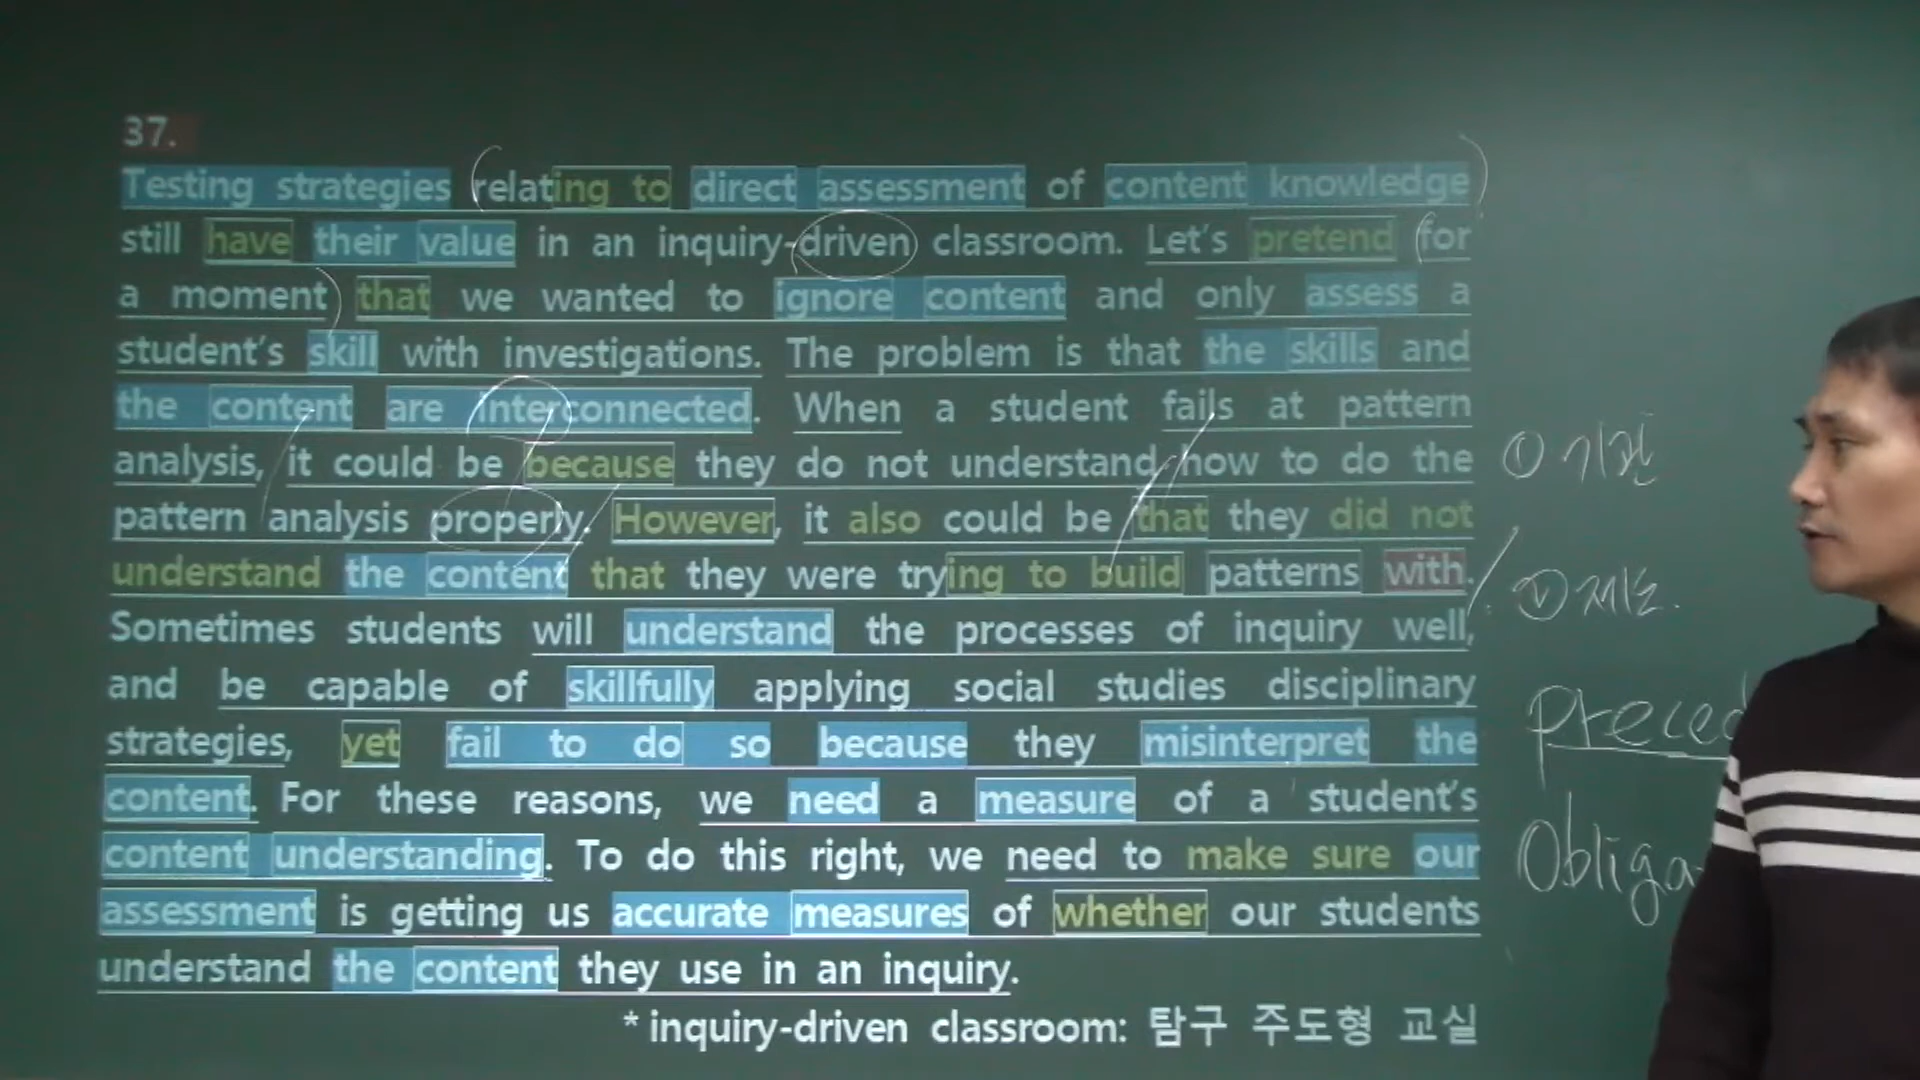 37.
Testing strategies relating to direct assessment of content knowledge
still have their value in an inquiry-driven classroom. Let's pretend for
a moment that we wanted to ignore content and only assess a
student's skill with investigations. The problem is that the skills and
the content are interconnected. When a student fails at pattern
analysis, it could be because they do not understand how to do the
pattern analysis properly. However, it also could be that they did not
understand the content that they were trying to build patterns with.
Sometimes students will understand the processes of inquiry well,
and be capable of skillfully applying social studies disciplinary
strategies, yet fail to do so because they misinterpret the
content. For these reasons, we need a measure of a student's
content understanding. To do this right, we need to make sure our
assessment is getting us accurate measures of whether our students
understand the content they use in an inquiry.
* inquiry-driven classroom: 탐구 주도형 교실
①
② 제도.
preced
Obliga